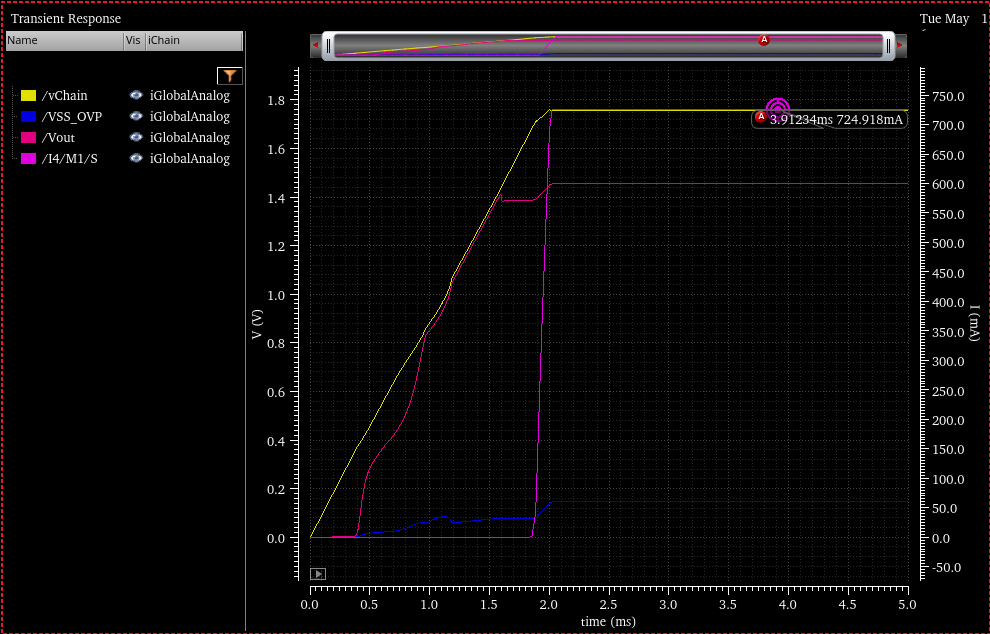 Transient Response
Tue May 1
Name Vis iChain
/vChain iGlobalAnalog
/VSS_OVP iGlobalAnalog
/Vout iGlobalAnalog
/I4/M1/S iGlobalAnalog
A
A 3.91234ms 724.918mA
V (V)
1.8
1.6
1.4
1.2
1.0
0.8
0.6
0.4
0.2
0.0
I (mA)
750.0
700.0
650.0
600.0
550.0
500.0
450.0
400.0
350.0
300.0
250.0
200.0
150.0
100.0
50.0
0.0
-50.0
0.0 0.5 1.0 1.5 2.0 2.5 3.0 3.5 4.0 4.5 5.0
time (ms)